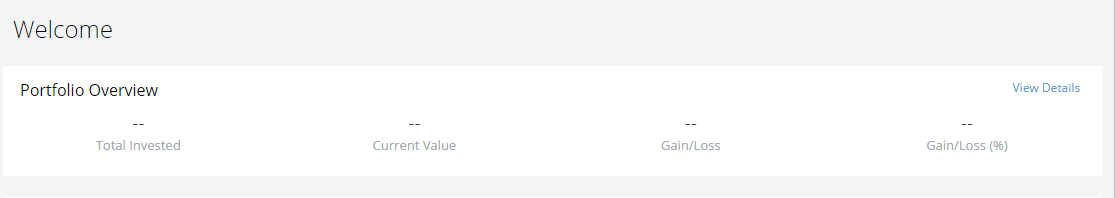 Welcome
Portfolio Overview
View Details
-- -- -- --
Total Invested Current Value Gain/Loss Gain/Loss (%)